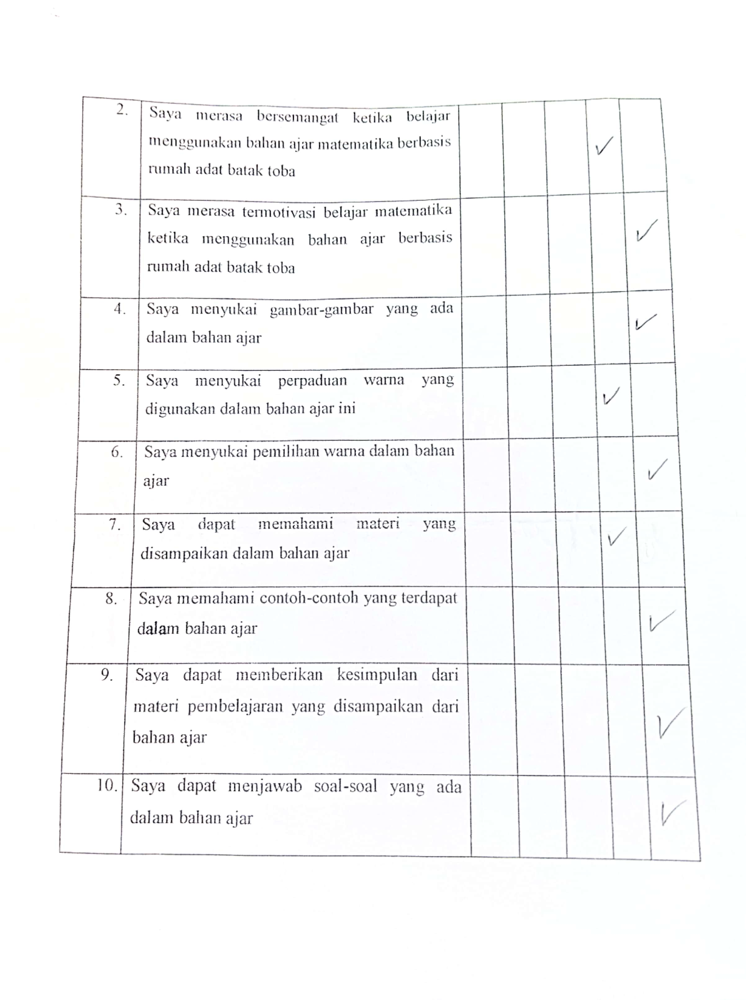 2. Saya merasa bersemangat ketika belajar
menggunakan bahan ajar matematika berbasis
rumah adat batak toba
✓
3. Saya merasa termotivasi belajar matematika
ketika menggunakan bahan ajar berbasis
rumah adat batak toba
✓
4. Saya menyukai gambar-gambar yang ada
dalam bahan ajar
✓
5. Saya menyukai perpaduan warna yang
digunakan dalam bahan ajar ini
✓
6. Saya menyukai pemilihan warna dalam bahan
ajar
✓
7. Saya dapat memahami materi yang
disampaikan dalam bahan ajar
✓
8. Saya memahami contoh-contoh yang terdapat
dalam bahan ajar
✓
9. Saya dapat memberikan kesimpulan dari
materi pembelajaran yang disampaikan dari
bahan ajar
✓
10. Saya dapat menjawab soal-soal yang ada
dalam bahan ajar
✓